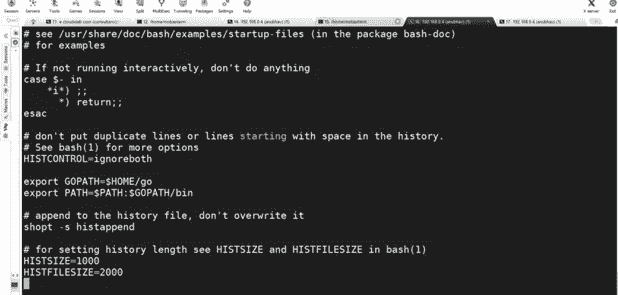 Session Servers Tools Games Sessions View Split MultiExec Tunneling Packages Settings Help X server Exit
# see /usr/share/doc/bash/examples/startup-files (in the package bash-doc)
# for examples
# If not running interactively, don't do anything
case $- in
    *i*) ;;
      *) return;;
esac
# don't put duplicate lines or lines starting with space in the history.
# See bash(1) for more options
HISTCONTROL=ignoreboth
export GOPATH=$HOME/go
export PATH=$PATH:$GOPATH/bin
# append to the history file, don't overwrite it
shopt -s histappend
# for setting history length see HISTSIZE and HISTFILESIZE in bash(1)
HISTSIZE=1000
HISTFILESIZE=2000
Sessions
Tools
Macros
Sftp